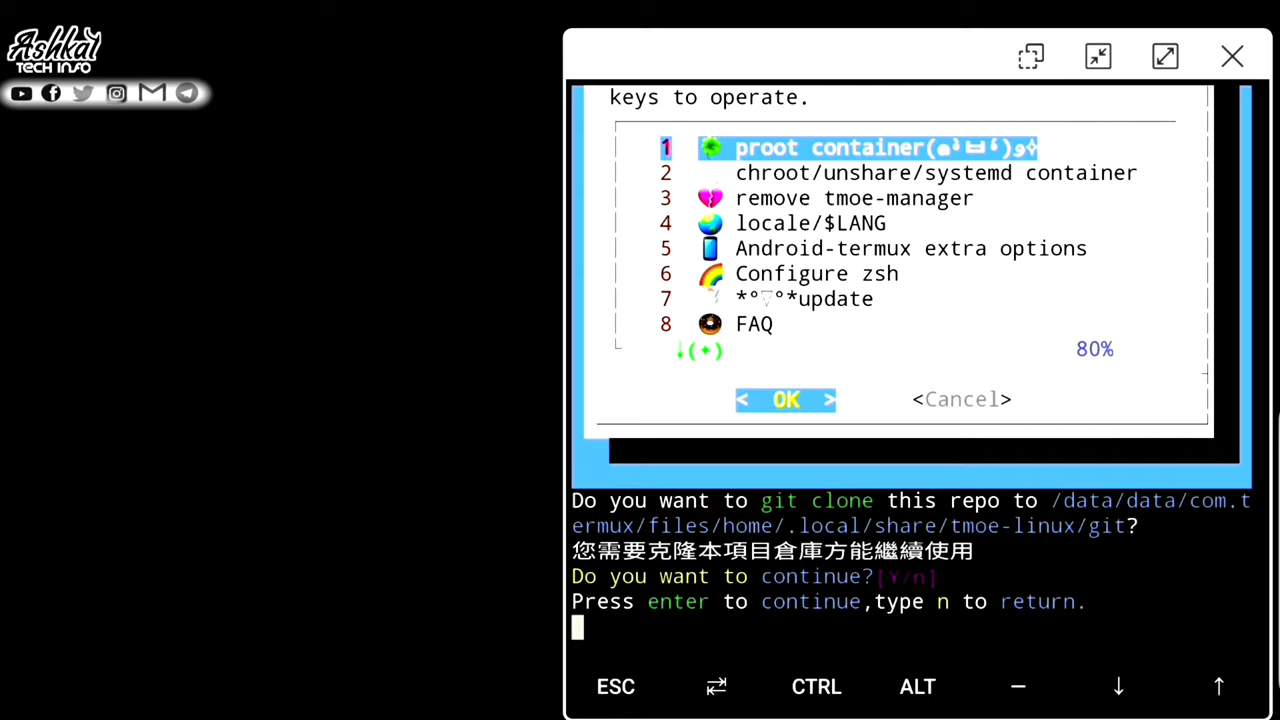 Ashkal
TECH INFO
keys to operate.
1 🍀 proot container(๑•̀ㅂ•́)و✧
2 chroot/unshare/systemd container
3 💔 remove tmoe-manager
4 🌏 locale/$LANG
5 📱 Android-termux extra options
6 🌈 Configure zsh
7 *°▽°*update
8 🍩 FAQ
↓(+)
80%
< OK > <Cancel>
Do you want to git clone this repo to /data/data/com.t
ermux/files/home/.local/share/tmoe-linux/git?
您需要克隆本項目倉庫方能繼續使用
Do you want to continue?[Y/n]
Press enter to continue,type n to return.
ESC ⇄ CTRL ALT — ↓ ↑